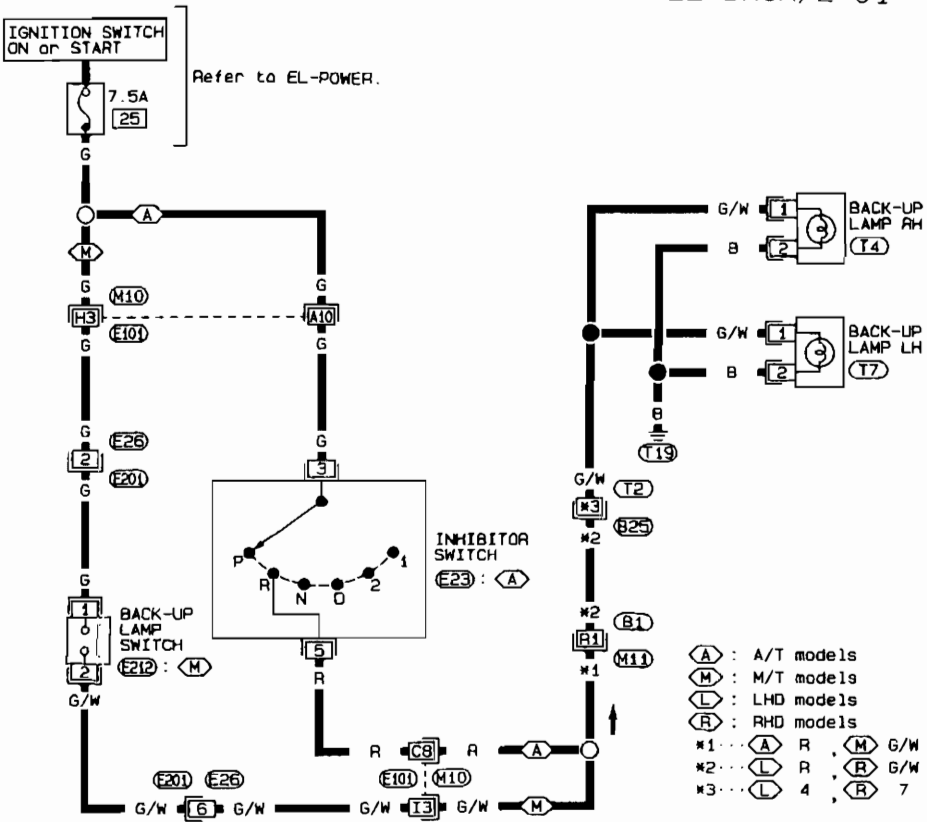 IGNITION SWITCH
ON or START
Refer to EL-POWER.
7.5A
25
G
A
M
G
G
H3
M10
E101
A10
G
G
G
G
2
E26
E201
G
3
G
1
BACK-UP
LAMP
SWITCH
E212 : M
2
G/W
P
R
N
D
2
1
INHIBITOR
SWITCH
E23 : A
5
R
R
C8
R
A
E201
E26
E101
M10
G/W
6
G/W
G/W
I3
G/W
M
G/W
1
BACK-UP
LAMP RH
B
2
T4
G/W
1
BACK-UP
LAMP LH
B
2
T7
B
T19
G/W
T2
*3
B25
*2
*2
B1
R1
M11
*1
A : A/T models
M : M/T models
L : LHD models
R : RHD models
*1 ··· A R , M G/W
*2 ··· L R , R G/W
*3 ··· L 4 , R 7